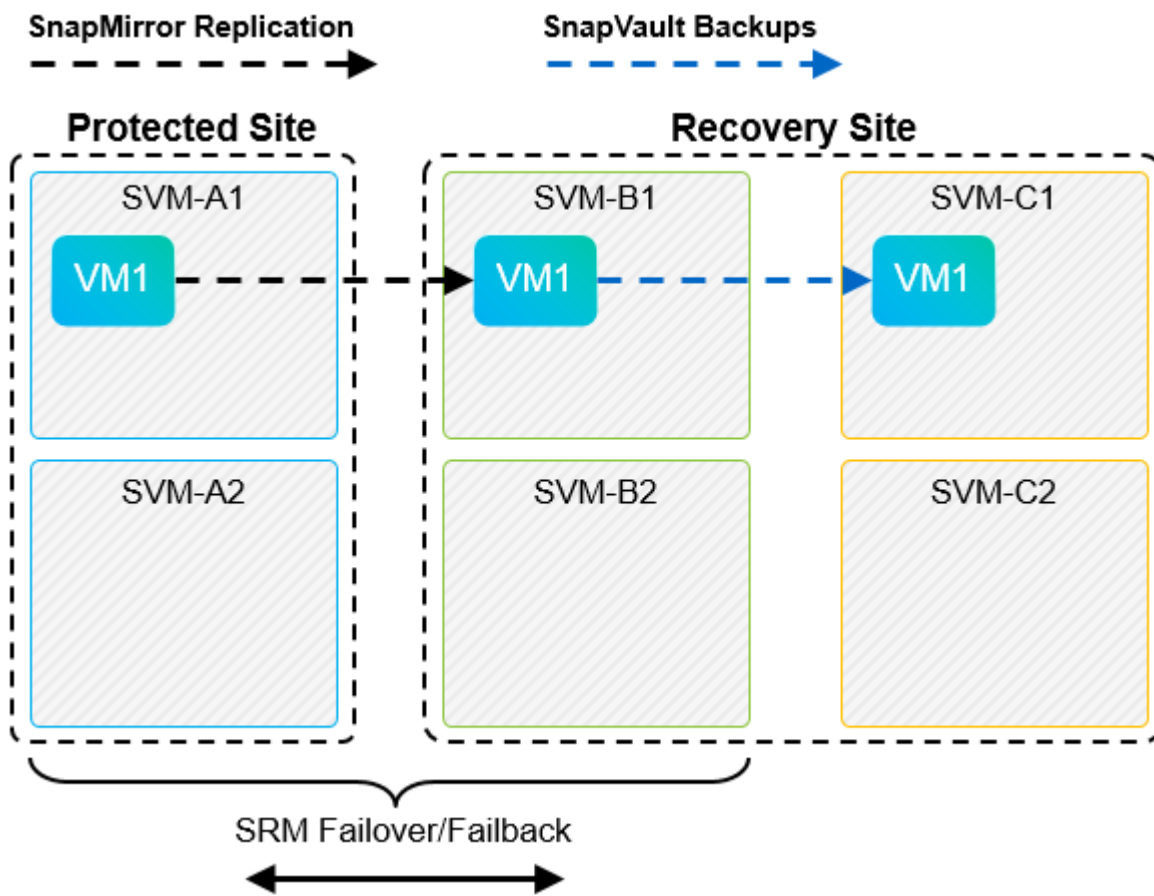 SnapMirror Replication
SnapVault Backups
Protected Site
Recovery Site
SVM-A1
SVM-B1
SVM-C1
VM1
VM1
VM1
SVM-A2
SVM-B2
SVM-C2
SRM Failover/Failback